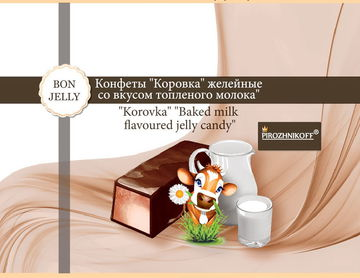 BON
JELLY
Конфеты "Коровка" желейные
со вкусом топленого молока"
"Korovka" "Baked milk
flavoured jelly candy"
PIROZHNIKOFF®